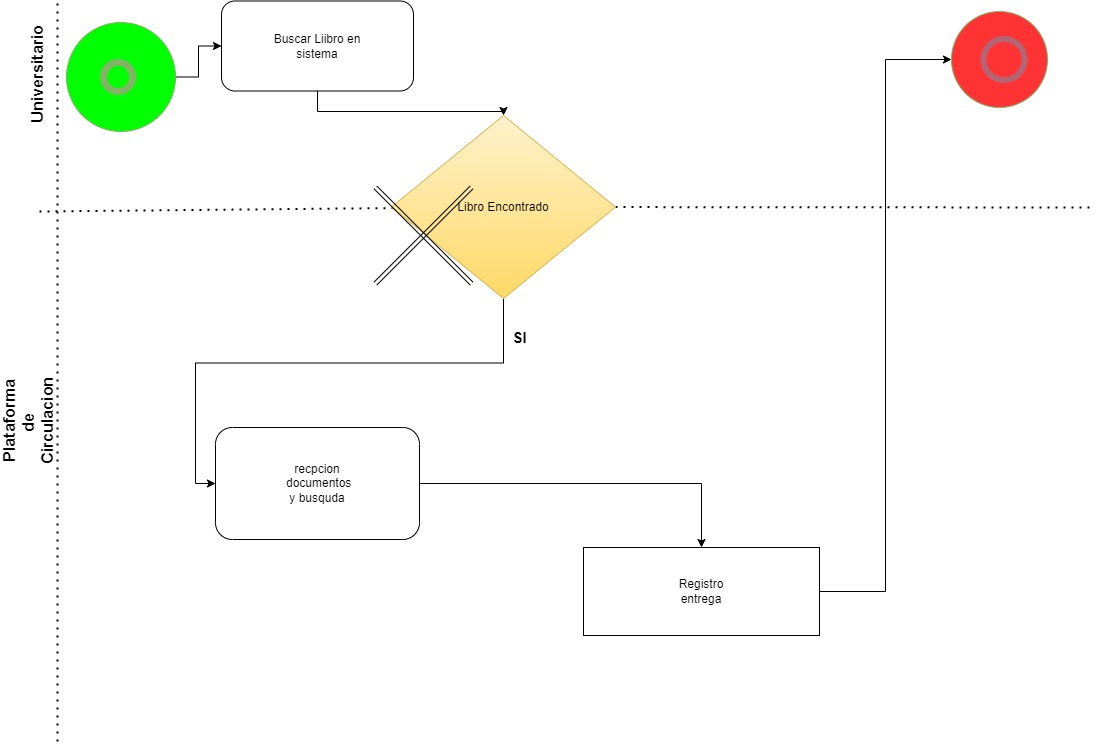 Universitario
Buscar Liibro en
sistema
Libro Encontrado
SI
Plataforma
de
Circulacion
recpcion
documentos
y busquda
Registro
entrega